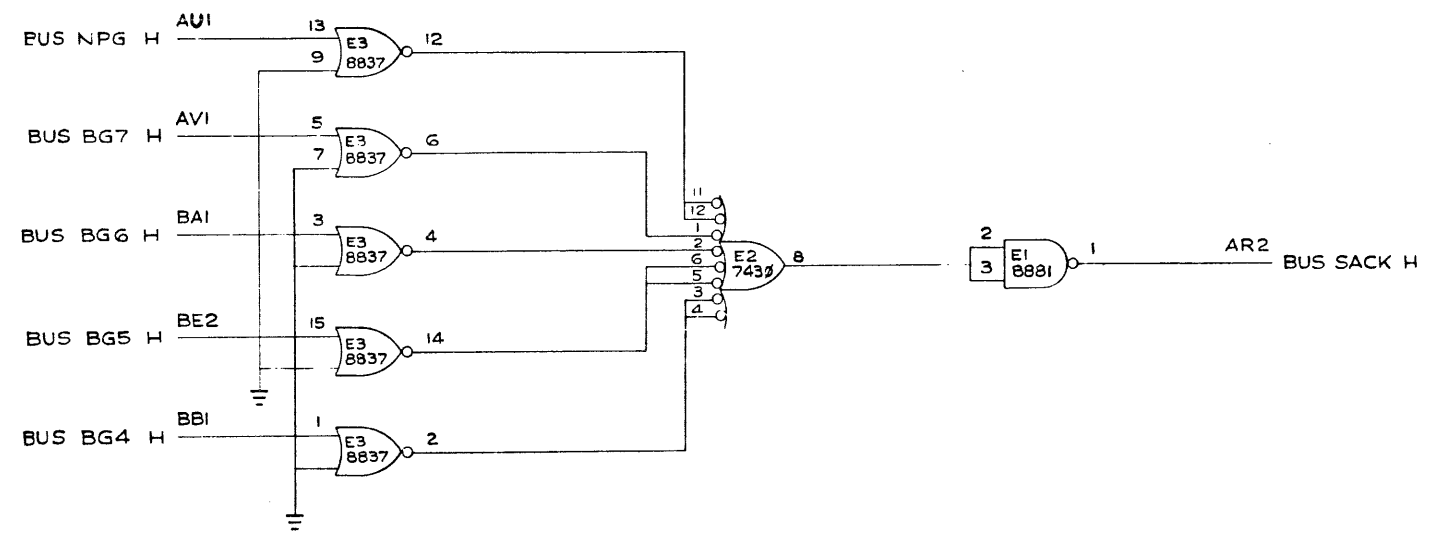 BUS NPG H AU1 13 9 E3 8837 12
BUS BG7 H AV1 5 7 E3 8837 6
11
12
1
2
6
5
3
4
BUS BG6 H BA1 3 E3 8837 4
E2 7430 8
2 3 E1 8881 1 AR2 BUS SACK H
BUS BG5 H BE2 15 E3 8837 14
BUS BG4 H BB1 1 E3 8837 2